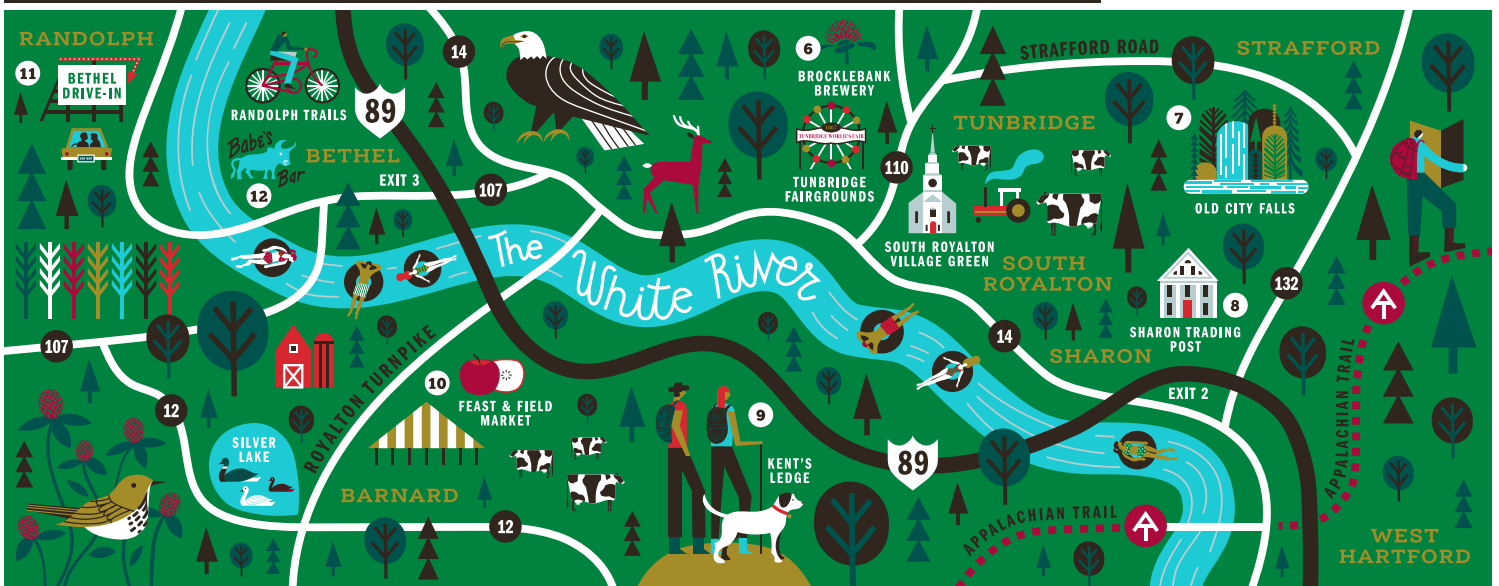 RANDOLPH
11
BETHEL
DRIVE-IN
RANDOLPH TRAILS
89
14
Babe's
Bar
BETHEL
12
EXIT 3
107
6
BROCKLEBANK
BREWERY
1867
TUNBRIDGE WORLD'S FAIR
TUNBRIDGE
FAIRGROUNDS
110
STRAFFORD ROAD
STRAFFORD
TUNBRIDGE
7
OLD CITY FALLS
SOUTH ROYALTON
VILLAGE GREEN
SOUTH
ROYALTON
8
SHARON TRADING
POST
132
The
White River
14
SHARON
EXIT 2
107
12
ROYALTON TURNPIKE
10
FEAST & FIELD
MARKET
SILVER
LAKE
BARNARD
12
9
KENT'S
LEDGE
89
APPALACHIAN TRAIL
APPALACHIAN TRAIL
WEST
HARTFORD